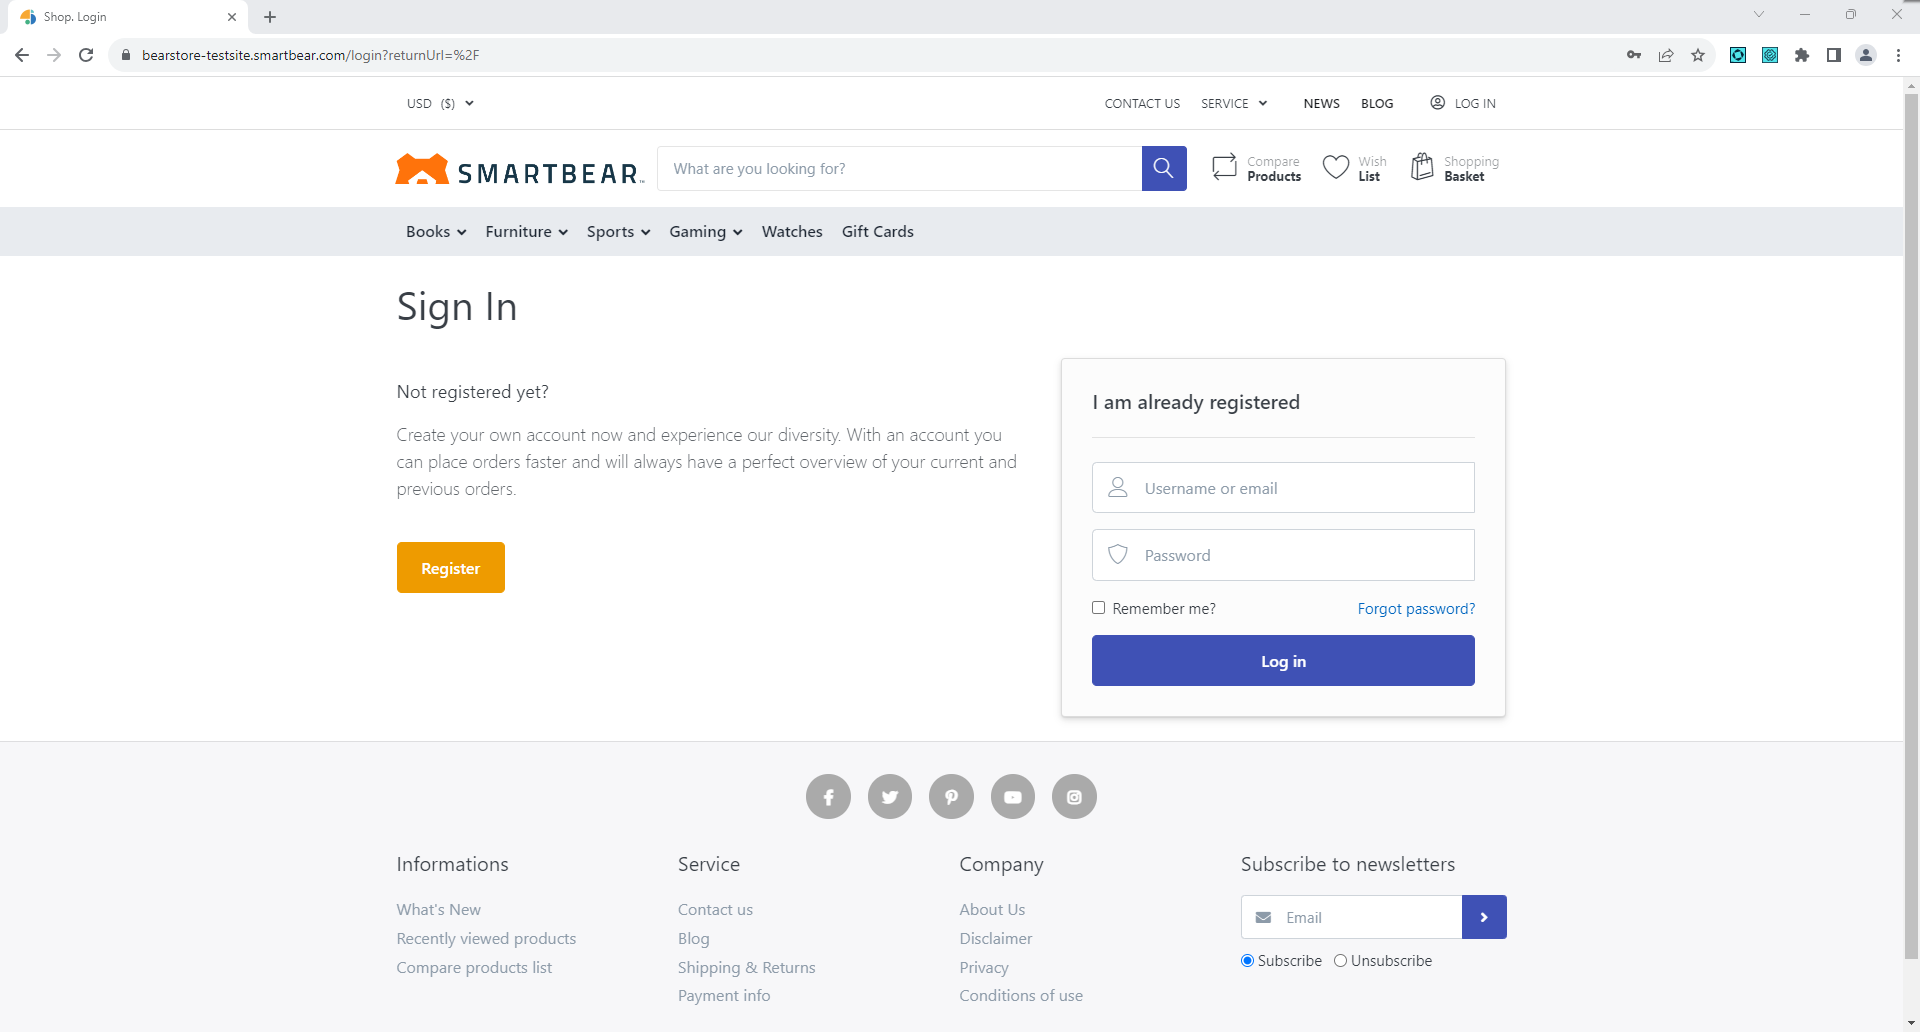 Shop. Login
bearstore-testsite.smartbear.com/login?returnUrl=%2F
USD ($)
CONTACT US SERVICE NEWS BLOG LOG IN
SMARTBEAR
What are you looking for?
Compare Products
Wish List
Shopping Basket
Books Furniture Sports Gaming Watches Gift Cards
Sign In
Not registered yet?
Create your own account now and experience our diversity. With an account you
can place orders faster and will always have a perfect overview of your current and
previous orders.
Register
I am already registered
Username or email
Password
Remember me? Forgot password?
Log in
Informations
What's New
Recently viewed products
Compare products list
Service
Contact us
Blog
Shipping & Returns
Payment info
Company
About Us
Disclaimer
Privacy
Conditions of use
Subscribe to newsletters
Email
Subscribe Unsubscribe